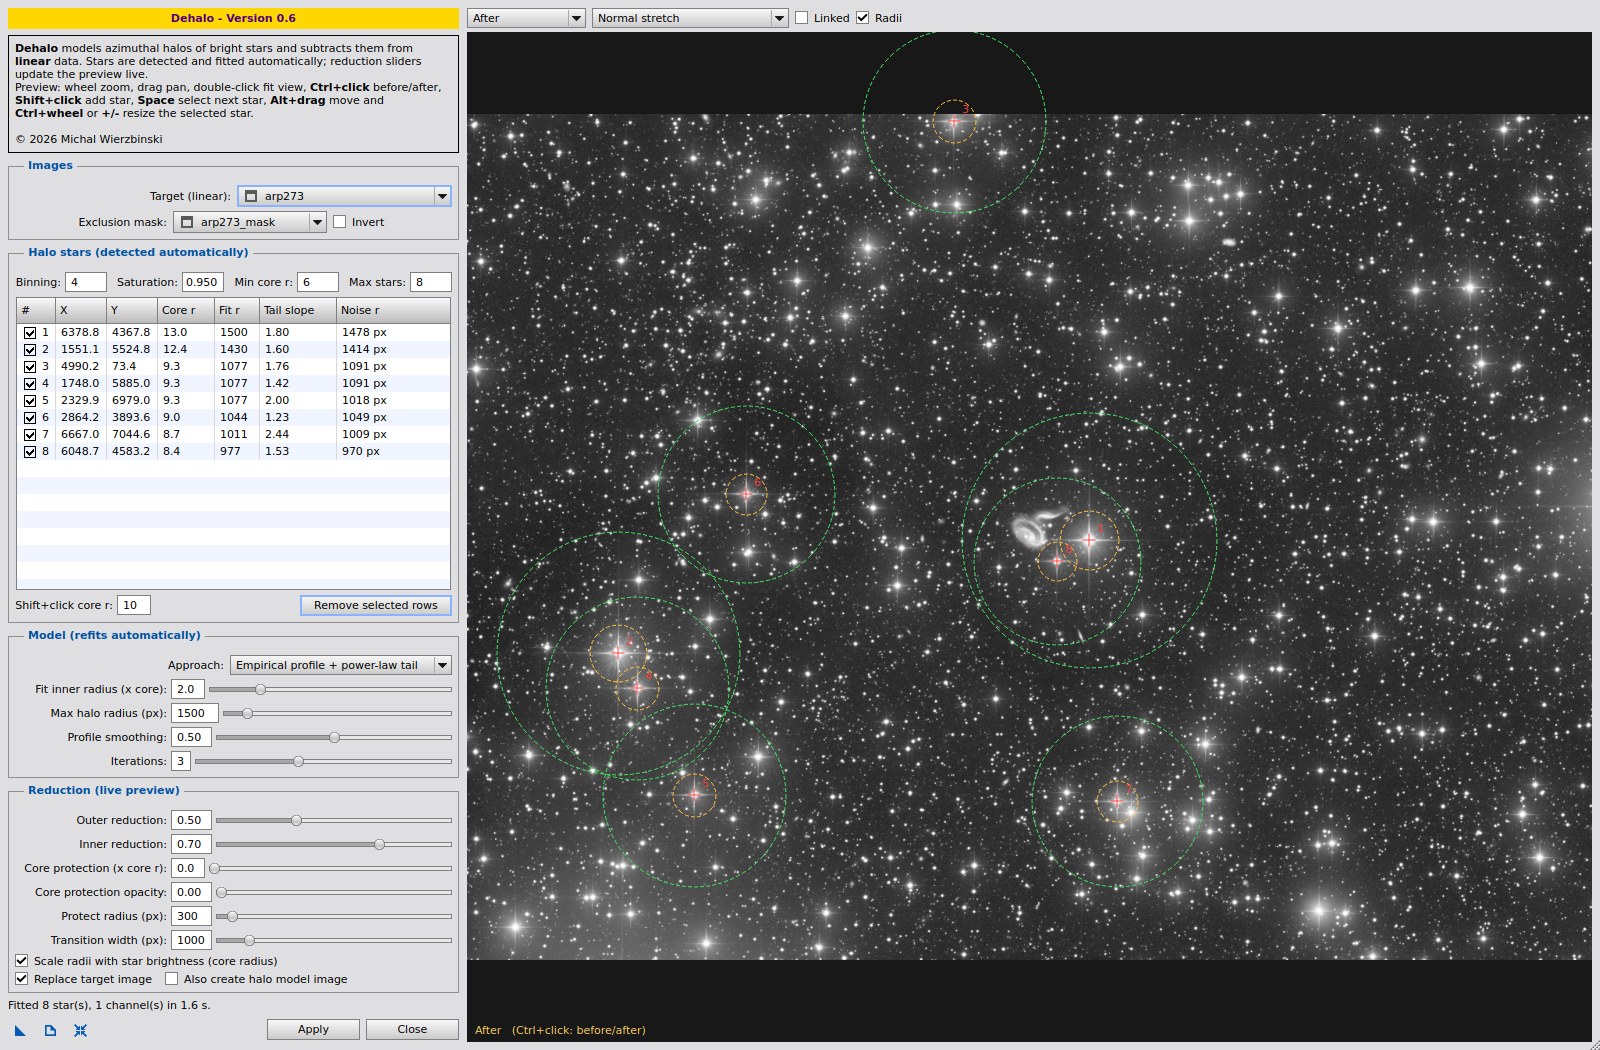 Dehalo - Version 0.6
Dehalo models azimuthal halos of bright stars and subtracts them from
linear data. Stars are detected and fitted automatically; reduction sliders
update the preview live.
Preview: wheel zoom, drag pan, double-click fit view, Ctrl+click before/after,
Shift+click add star, Space select next star, Alt+drag move and
Ctrl+wheel or +/- resize the selected star.
© 2026 Michal Wierzbinski
Images
Target (linear): arp273
Exclusion mask: arp273_mask Invert
Halo stars (detected automatically)
Binning: 4 Saturation: 0.950 Min core r: 6 Max stars: 8
# X Y Core r Fit r Tail slope Noise r
1 6378.8 4367.8 13.0 1500 1.80 1478 px
2 1551.1 5524.8 12.4 1430 1.60 1414 px
3 4990.2 73.4 9.3 1077 1.76 1091 px
4 1748.0 5885.0 9.3 1077 1.42 1091 px
5 2329.9 6979.0 9.3 1077 2.00 1018 px
6 2864.2 3893.6 9.0 1044 1.23 1049 px
7 6667.0 7044.6 8.7 1011 2.44 1009 px
8 6048.7 4583.2 8.4 977 1.53 970 px
Shift+click core r: 10 Remove selected rows
Model (refits automatically)
Approach: Empirical profile + power-law tail
Fit inner radius (x core): 2.0
Max halo radius (px): 1500
Profile smoothing: 0.50
Iterations: 3
Reduction (live preview)
Outer reduction: 0.50
Inner reduction: 0.70
Core protection (x core r): 0.0
Core protection opacity: 0.00
Protect radius (px): 300
Transition width (px): 1000
Scale radii with star brightness (core radius)
Replace target image Also create halo model image
Fitted 8 star(s), 1 channel(s) in 1.6 s.
Apply Close
After Normal stretch Linked Radii
3
6
1
8
2
4
5
7
After (Ctrl+click: before/after)